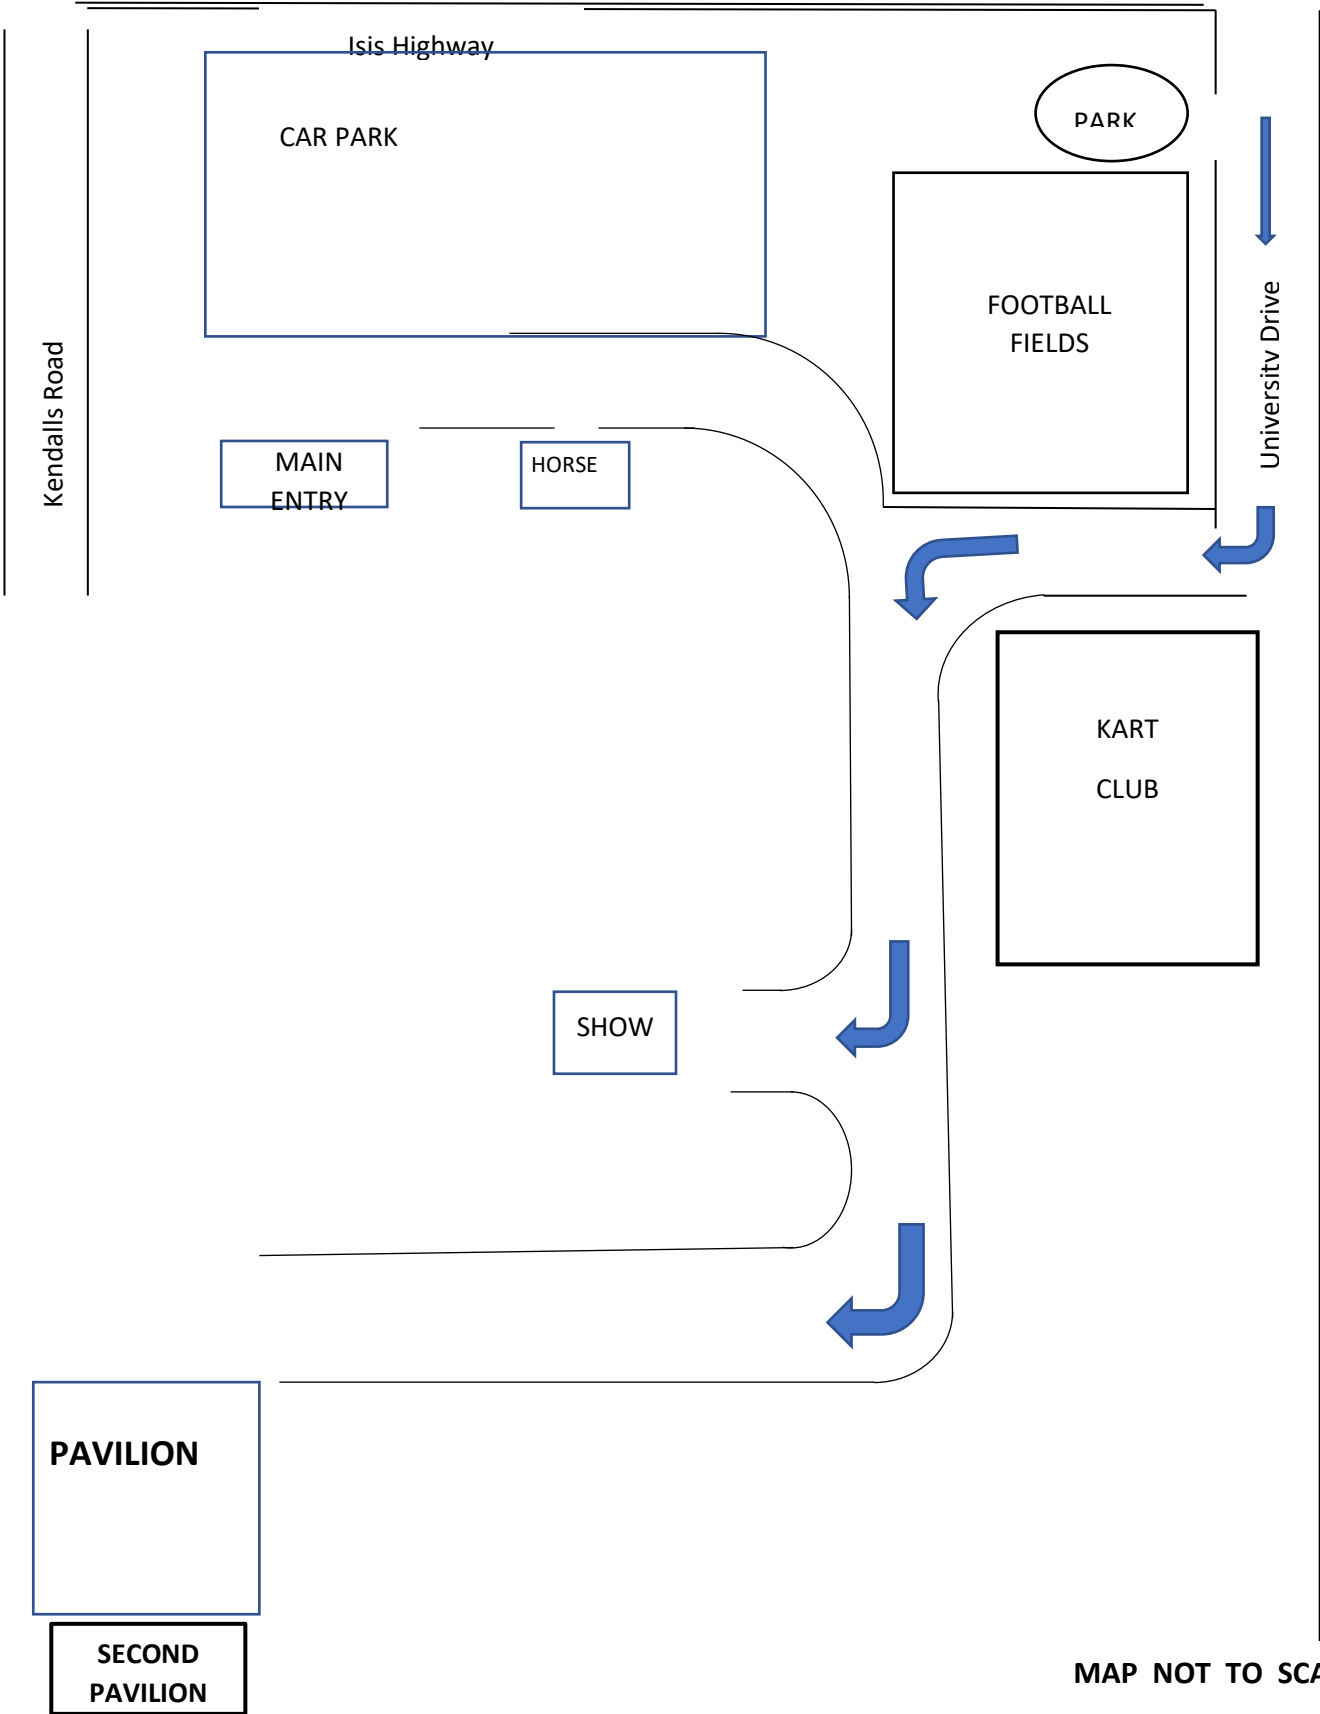 Isis Highway
CAR PARK
PARK
FOOTBALL
FIELDS
University Drive
Kendalls Road
MAIN
ENTRY
HORSE
KART
CLUB
SHOW
PAVILION
SECOND
PAVILION
MAP NOT TO SCA